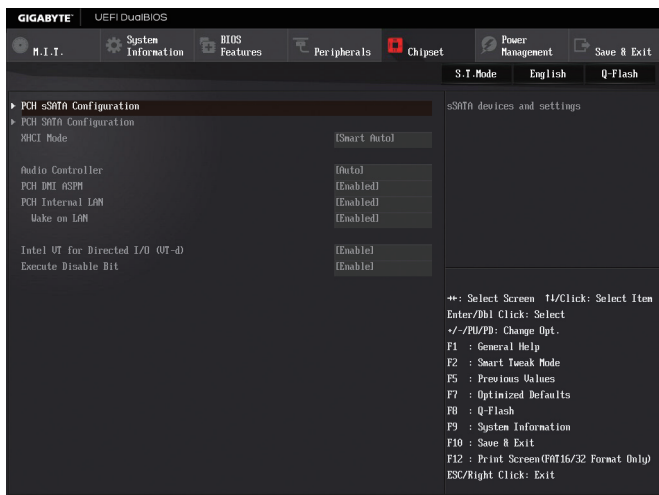 GIGABYTE™ UEFI DualBIOS
M.I.T. System Information BIOS Features Peripherals Chipset Power Management Save & Exit
S.T.Mode English Q-Flash
PCH sSATA Configuration
PCH SATA Configuration
XHCI Mode [Smart Auto]
Audio Controller [Auto]
PCH DMI ASPM [Enabled]
PCH Internal LAN [Enabled]
Wake on LAN [Enabled]
Intel VT for Directed I/O (VT-d) [Enable]
Execute Disable Bit [Enable]
sSATA devices and settings
→←: Select Screen ↑↓/Click: Select Item
Enter/Dbl Click: Select
+/-/PU/PD: Change Opt.
F1 : General Help
F2 : Smart Tweak Mode
F5 : Previous Values
F7 : Optimized Defaults
F8 : Q-Flash
F9 : System Information
F10 : Save & Exit
F12 : Print Screen(FAT16/32 Format Only)
ESC/Right Click: Exit